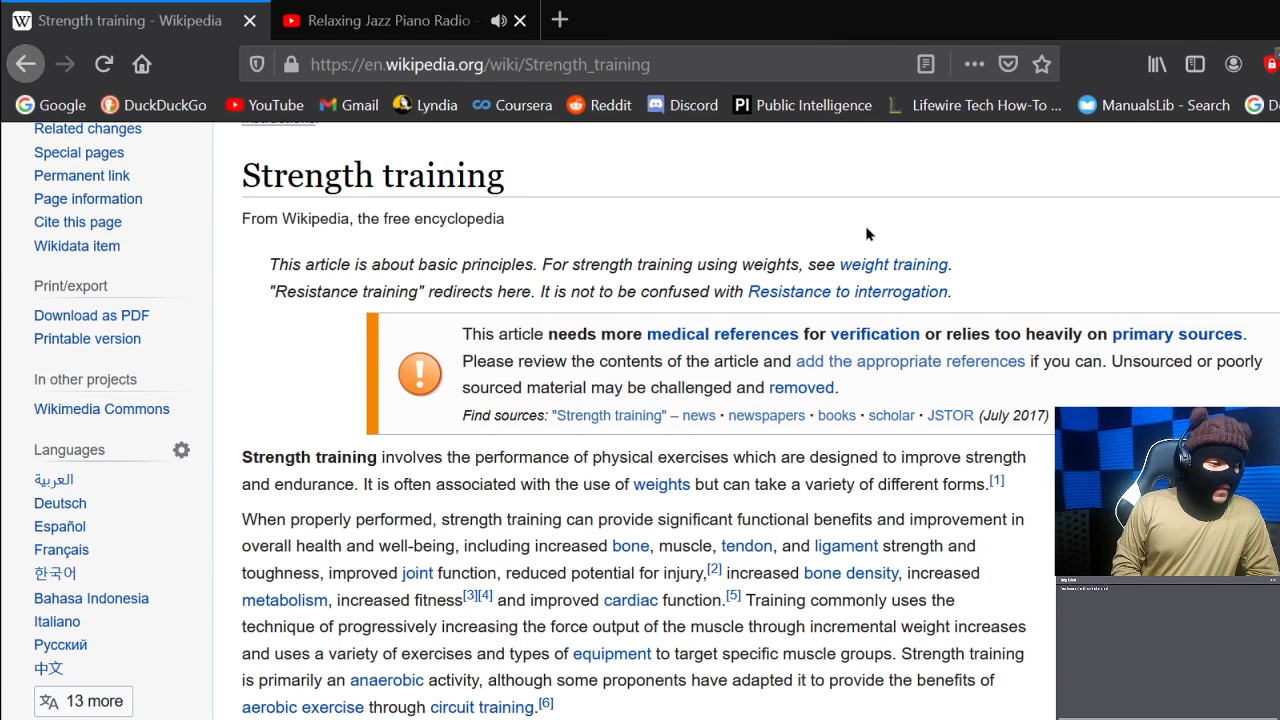 Strength training - Wikipedia
Relaxing Jazz Piano Radio -
https://en.wikipedia.org/wiki/Strength_training
Google DuckDuckGo YouTube Gmail Lyndia Coursera Reddit Discord PI Public Intelligence Lifewire Tech How-To ... ManualsLib - Search
Related changes
Special pages
Permanent link
Page information
Cite this page
Wikidata item
Print/export
Download as PDF
Printable version
In other projects
Wikimedia Commons
Languages
العربية
Deutsch
Español
Français
한국어
Bahasa Indonesia
Italiano
Русский
中文
13 more
Strength training
From Wikipedia, the free encyclopedia
This article is about basic principles. For strength training using weights, see weight training.
"Resistance training" redirects here. It is not to be confused with Resistance to interrogation.
This article needs more medical references for verification or relies too heavily on primary sources.
Please review the contents of the article and add the appropriate references if you can. Unsourced or poorly
sourced material may be challenged and removed.
Find sources: "Strength training" – news · newspapers · books · scholar · JSTOR (July 2017)
Strength training involves the performance of physical exercises which are designed to improve strength
and endurance. It is often associated with the use of weights but can take a variety of different forms.[1]
When properly performed, strength training can provide significant functional benefits and improvement in
overall health and well-being, including increased bone, muscle, tendon, and ligament strength and
toughness, improved joint function, reduced potential for injury,[2] increased bone density, increased
metabolism, increased fitness[3][4] and improved cardiac function.[5] Training commonly uses the
technique of progressively increasing the force output of the muscle through incremental weight increases
and uses a variety of exercises and types of equipment to target specific muscle groups. Strength training
is primarily an anaerobic activity, although some proponents have adapted it to provide the benefits of
aerobic exercise through circuit training.[6]